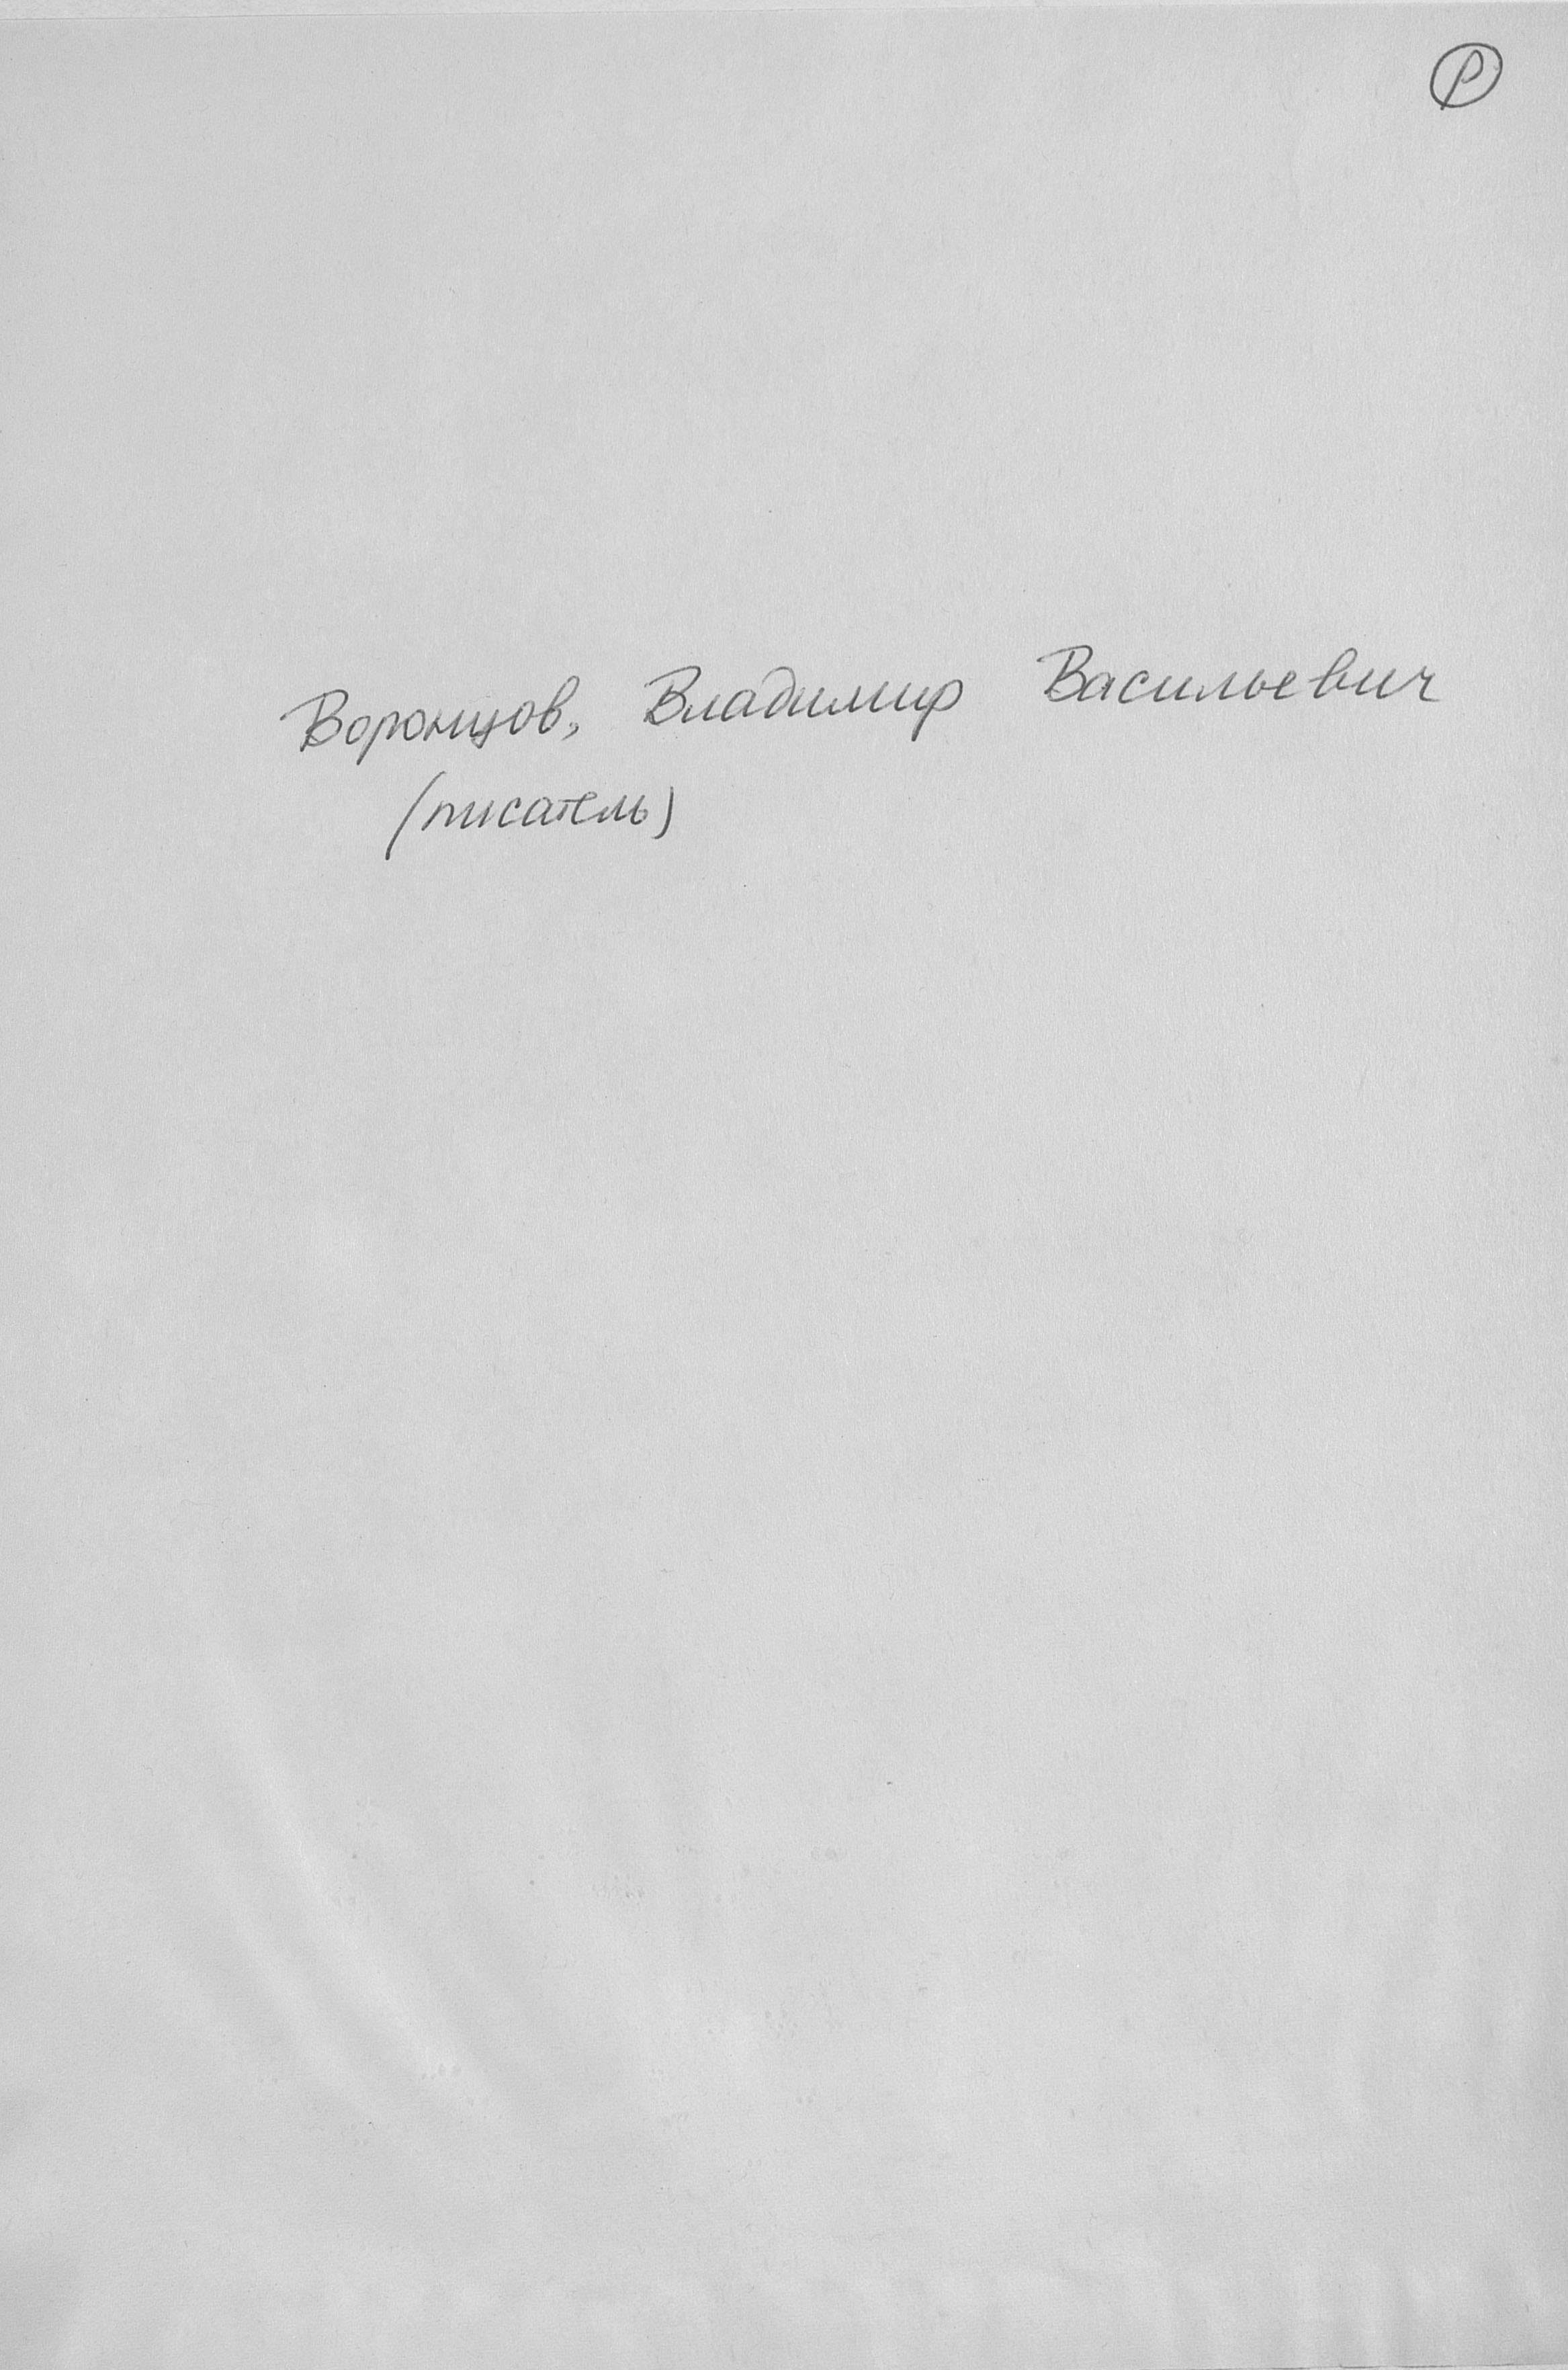 Р
Воронцов, Владимир Васильевич
(писатель)